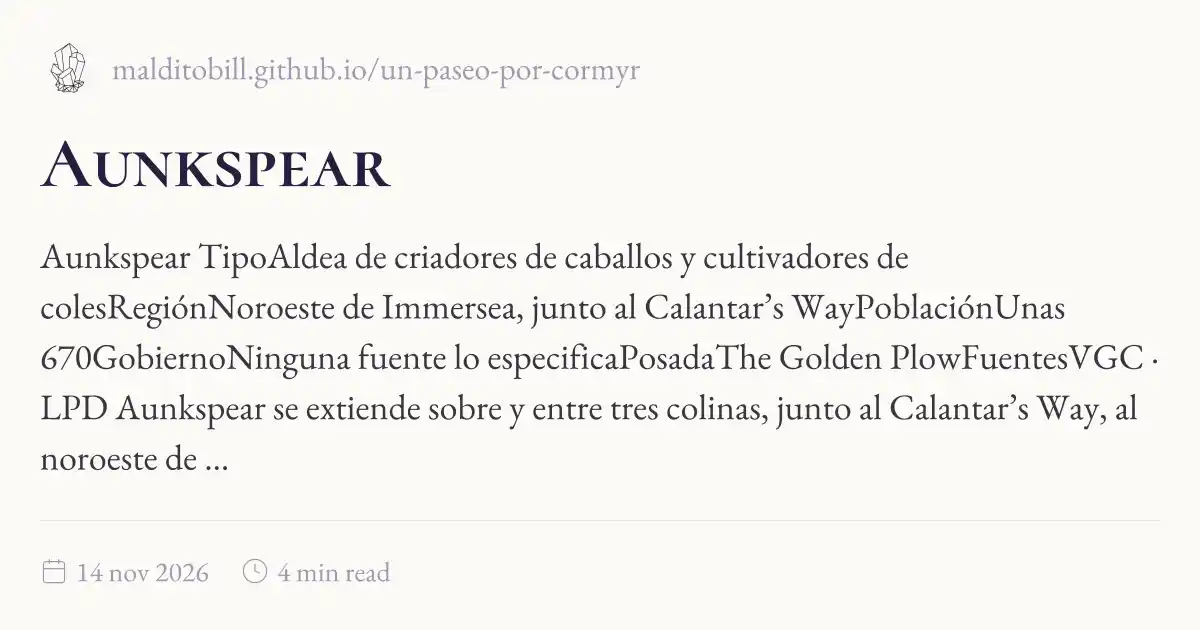 malditobill.github.io/un-paseo-por-cormyr
Aunkspear
Aunkspear TipoAldea de criadores de caballos y cultivadores de
colesRegiónNoroeste de Immersea, junto al Calantar’s WayPoblaciónUnas
670GobiernoNinguna fuente lo especificaPosadaThe Golden PlowFuentesVGC ·
LPD Aunkspear se extiende sobre y entre tres colinas, junto al Calantar’s Way, al
noroeste de ...
14 nov 2026 4 min read